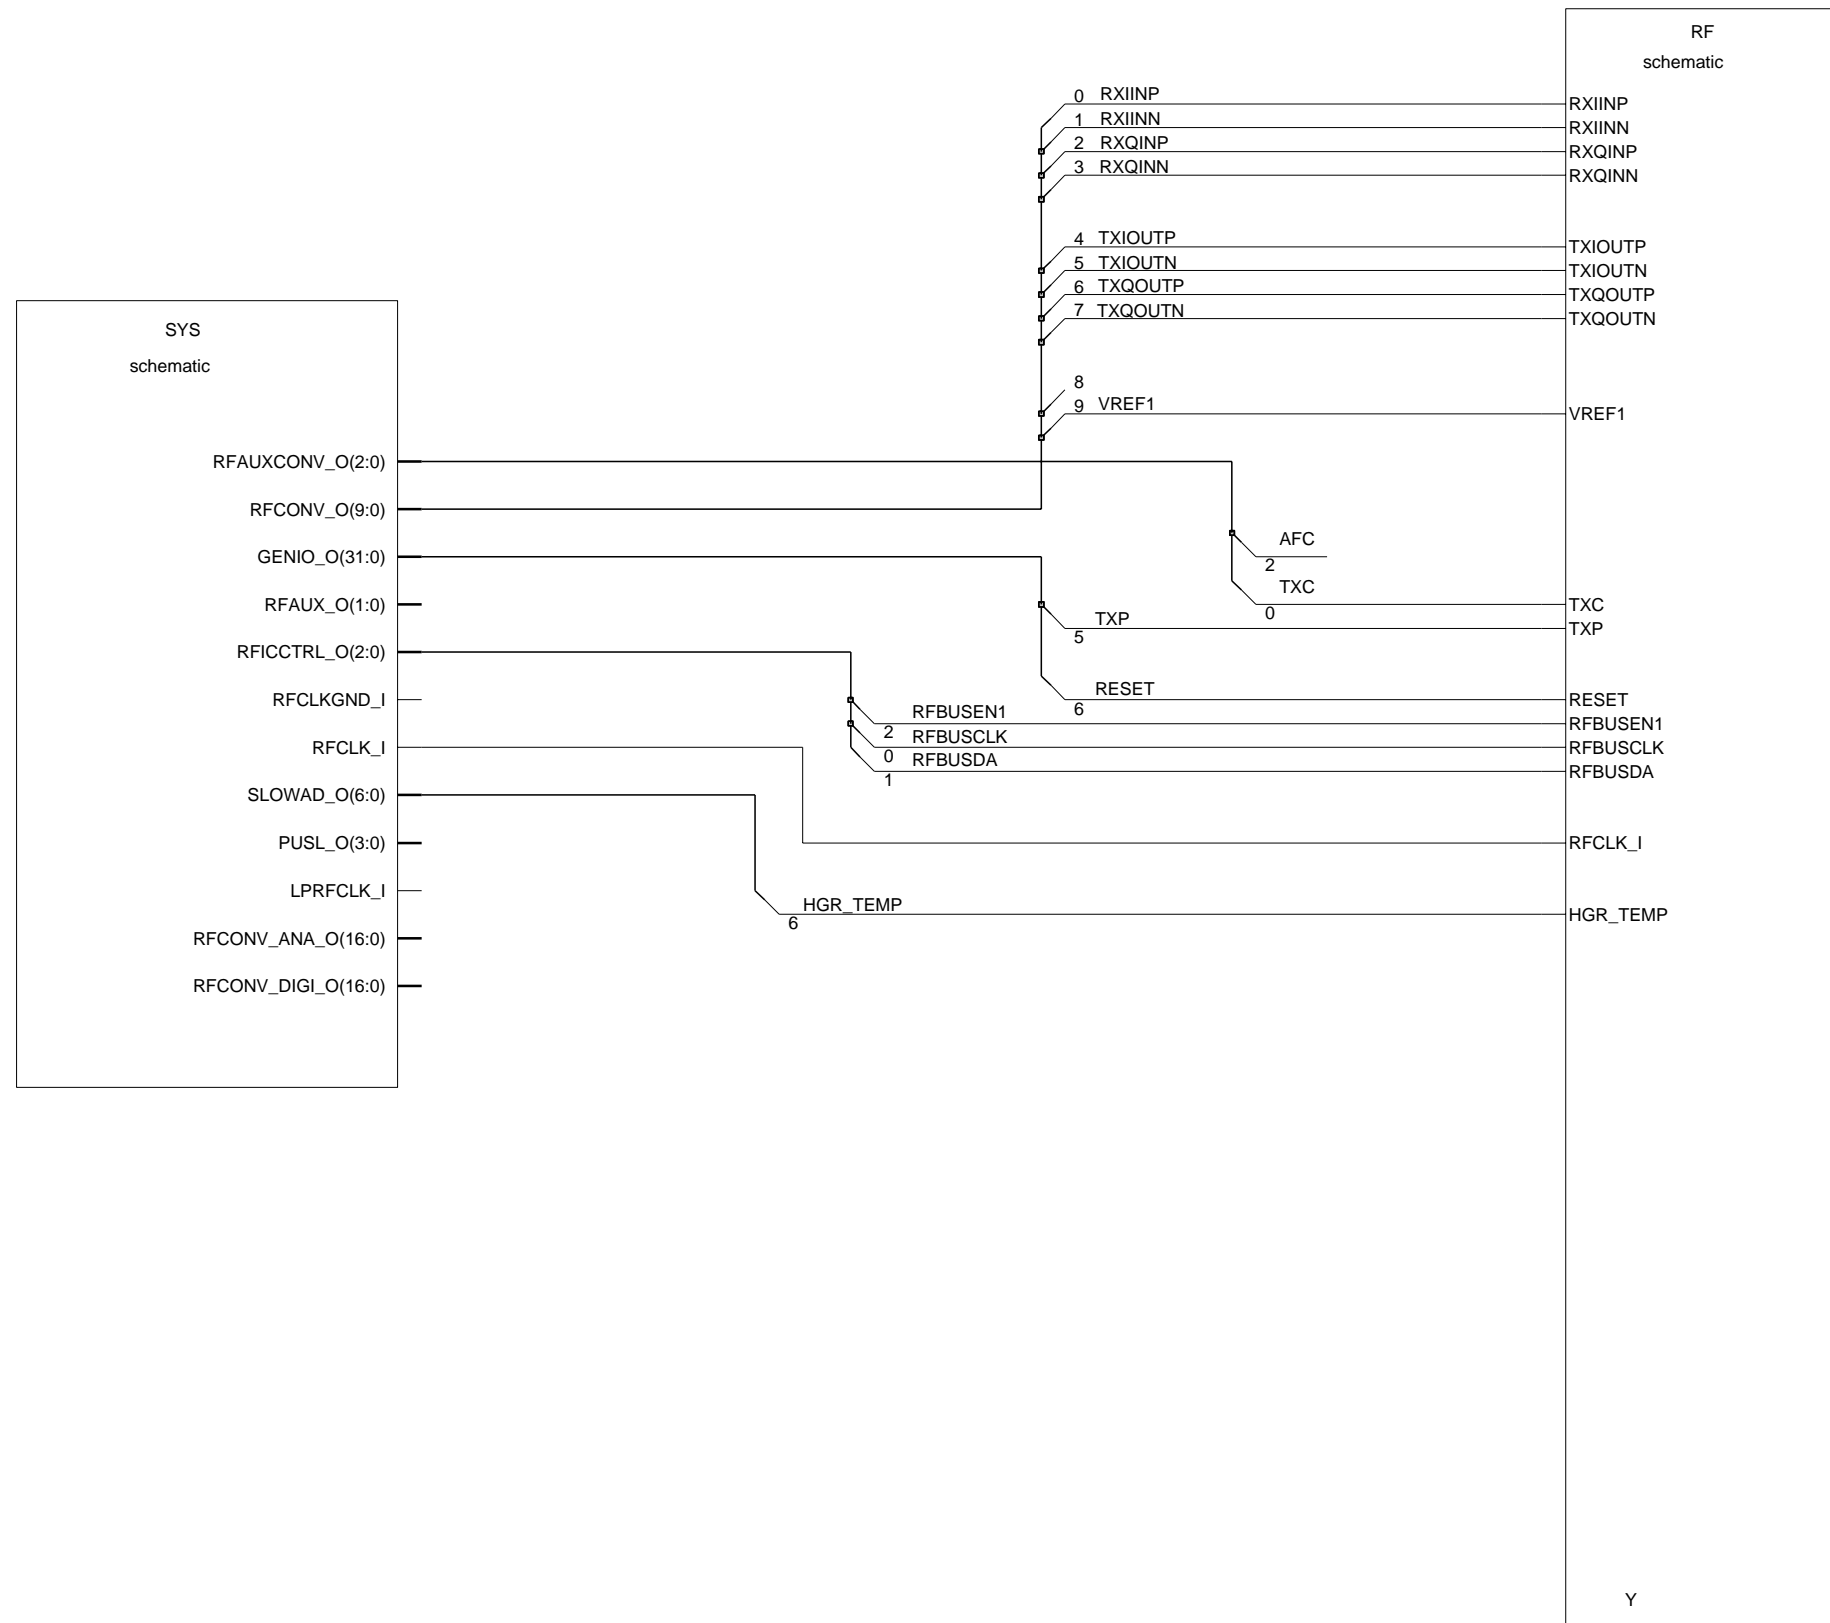 RF
schematic
0 RXIINP
RXIINP
1 RXIINN
RXIINN
2 RXQINP
RXQINP
3 RXQINN
RXQINN
4 TXIOUTP
TXIOUTP
5 TXIOUTN
TXIOUTN
6 TXQOUTP
TXQOUTP
7 TXQOUTN
TXQOUTN
SYS
schematic
8
9 VREF1
VREF1
RFAUXCONV_O(2:0)
RFCONV_O(9:0)
AFC
GENIO_O(31:0)
2
TXC
RFAUX_O(1:0)
TXC
0
TXP
TXP
5
RFICCTRL_O(2:0)
RESET
RFCLKGND_I
RESET
6
RFBUSEN1
RFBUSEN1
2
RFBUSCLK
RFCLK_I
RFBUSCLK
0
RFBUSDA
RFBUSDA
1
SLOWAD_O(6:0)
PUSL_O(3:0)
RFCLK_I
LPRFCLK_I
HGR_TEMP
HGR_TEMP
6
RFCONV_ANA_O(16:0)
RFCONV_DIGI_O(16:0)
Y